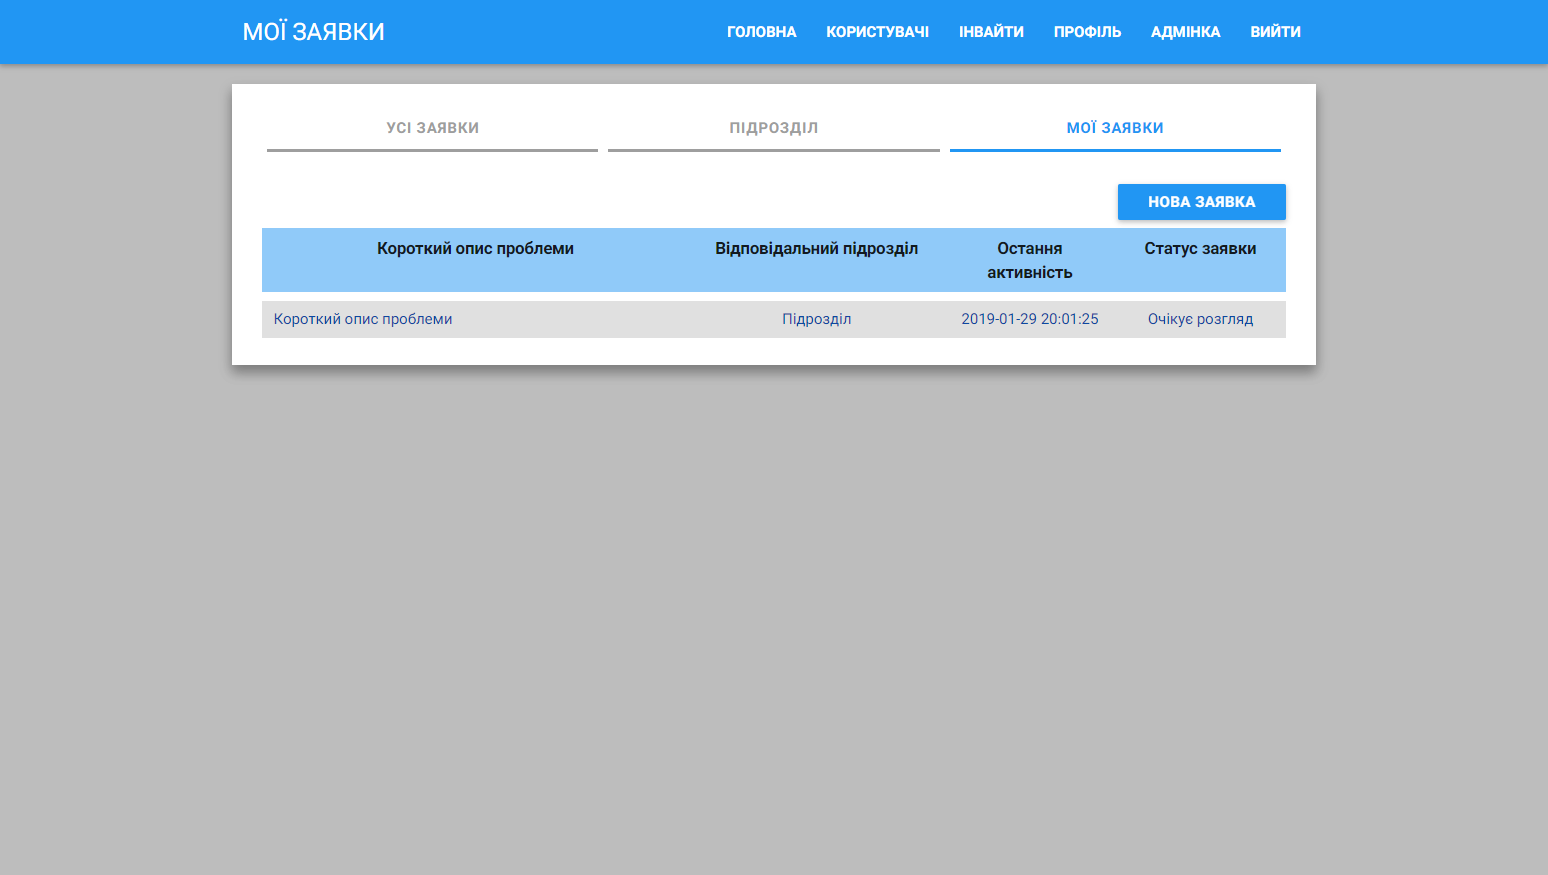 МОЇ ЗАЯВКИ
ГОЛОВНА КОРИСТУВАЧІ ІНВАЙТИ ПРОФІЛЬ АДМІНКА ВИЙТИ
УСІ ЗАЯВКИ ПІДРОЗДІЛ МОЇ ЗАЯВКИ
НОВА ЗАЯВКА
Короткий опис проблеми Відповідальний підрозділ Остання активність Статус заявки
Короткий опис проблеми Підрозділ 2019-01-29 20:01:25 Очікує розгляд